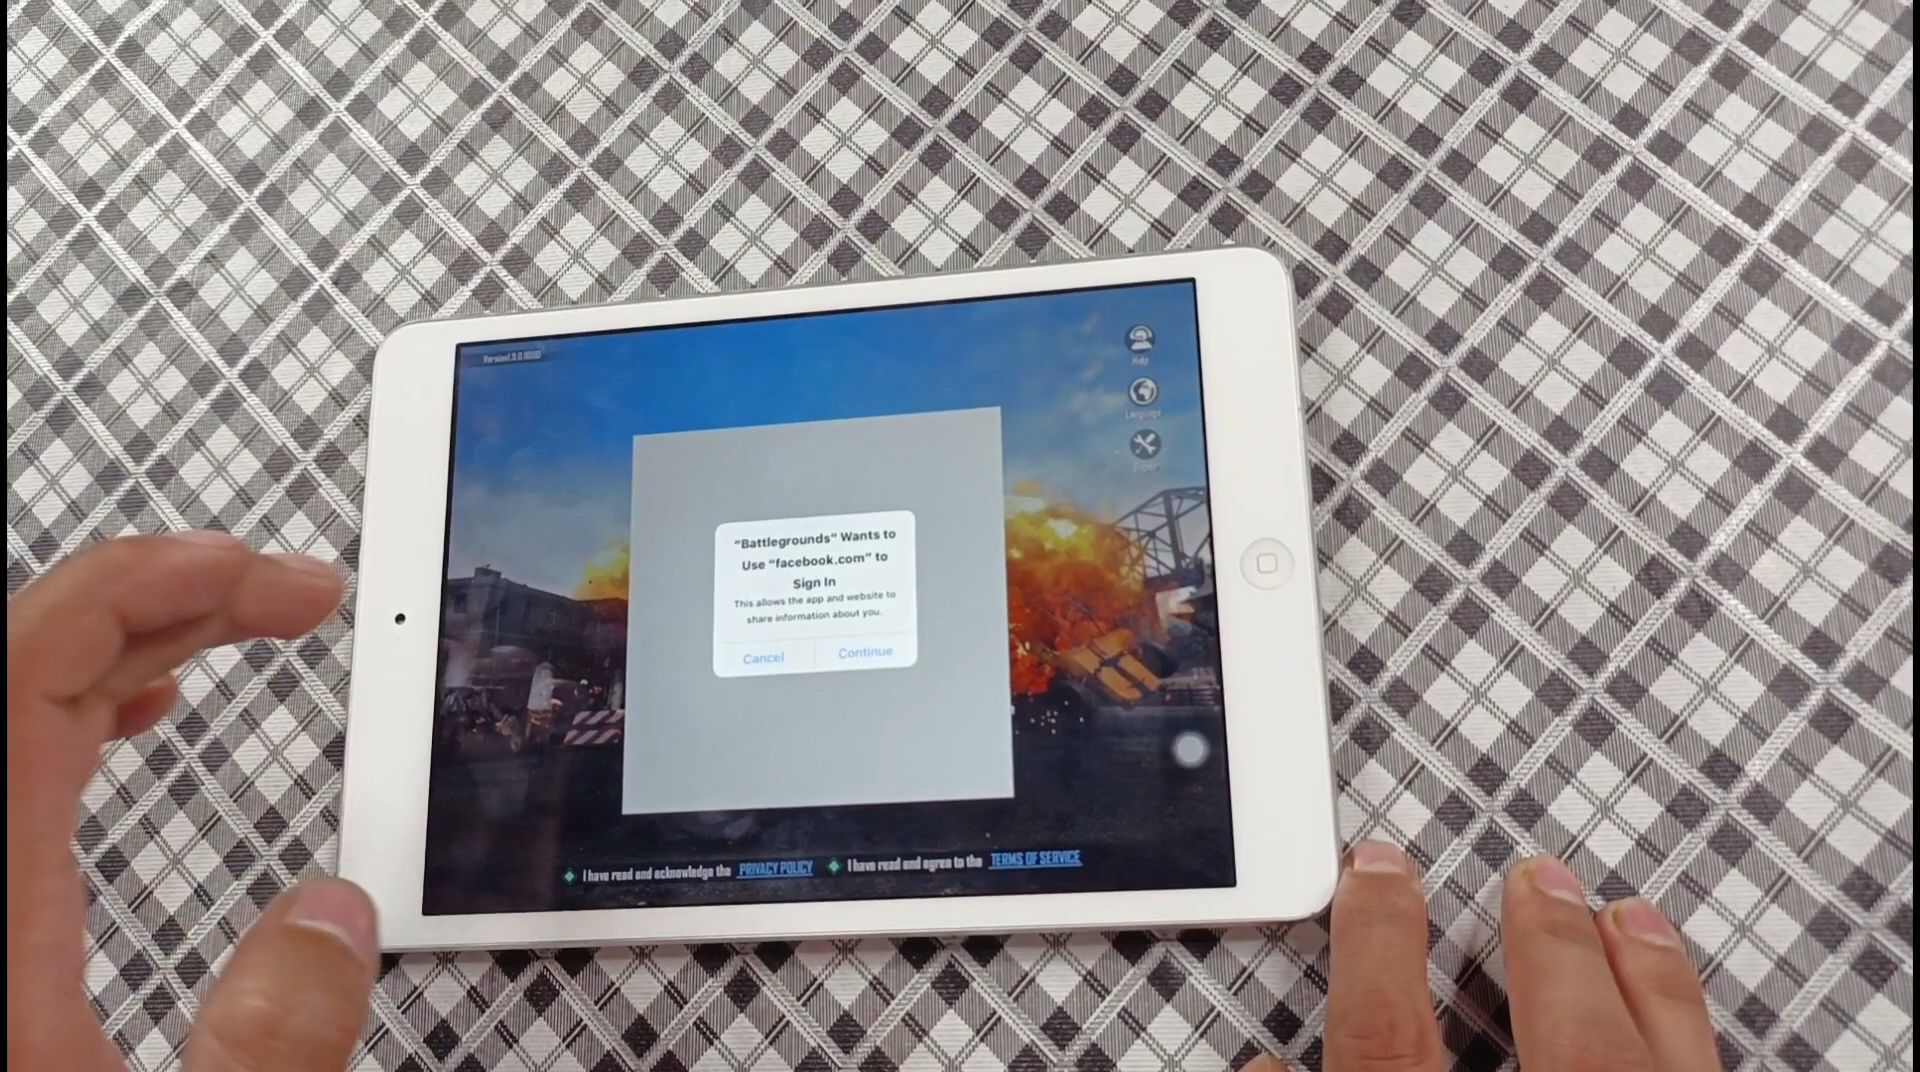 Help
Language
"Battlegrounds" Wants to
Use "facebook.com" to
Sign In
This allows the app and website to
share information about you.
Cancel
Continue
I have read and acknowledge the PRIVACY POLICY
I have read and agree to the TERMS OF SERVICE